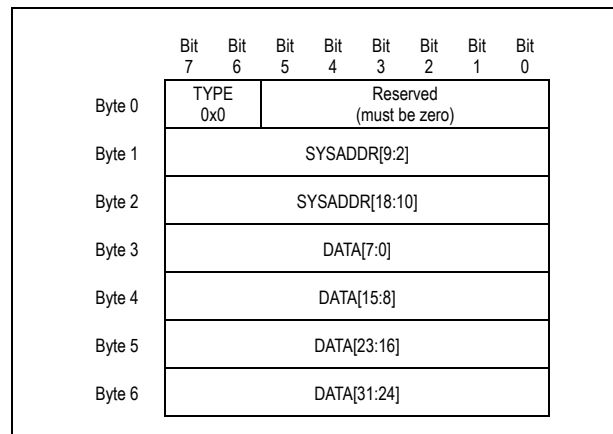 Bit Bit Bit Bit Bit Bit Bit Bit
7 6 5 4 3 2 1 0
Byte 0 TYPE Reserved
0x0 (must be zero)
Byte 1 SYSADDR[9:2]
Byte 2 SYSADDR[18:10]
Byte 3 DATA[7:0]
Byte 4 DATA[15:8]
Byte 5 DATA[23:16]
Byte 6 DATA[31:24]